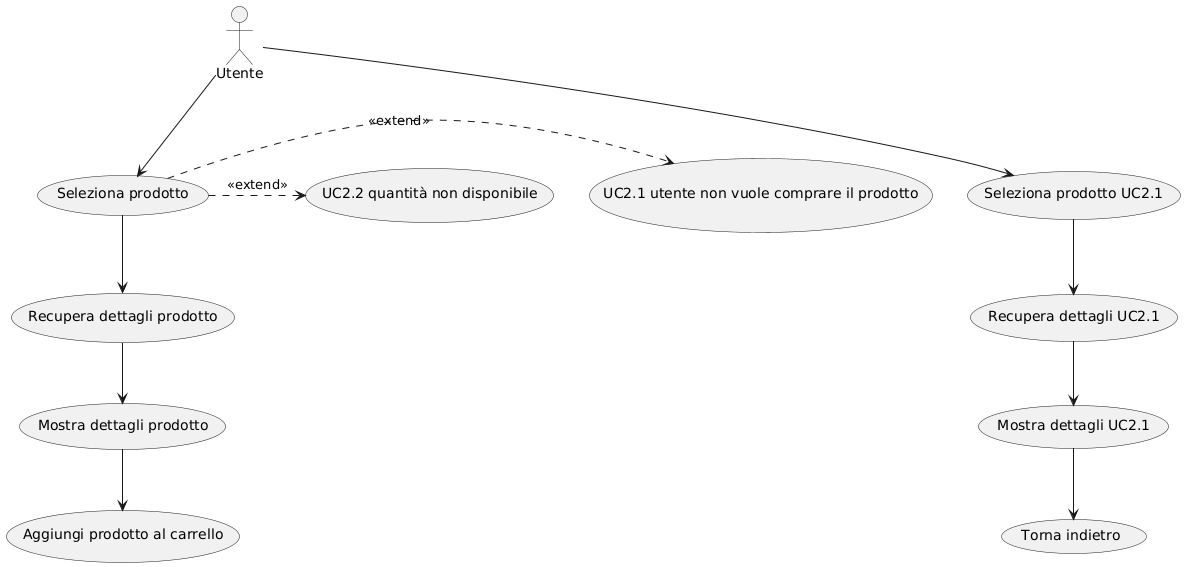 Utente
«extend»
«extend»
Seleziona prodotto
UC2.2 quantità non disponibile
UC2.1 utente non vuole comprare il prodotto
Seleziona prodotto UC2.1
Recupera dettagli prodotto
Recupera dettagli UC2.1
Mostra dettagli prodotto
Mostra dettagli UC2.1
Aggiungi prodotto al carrello
Torna indietro